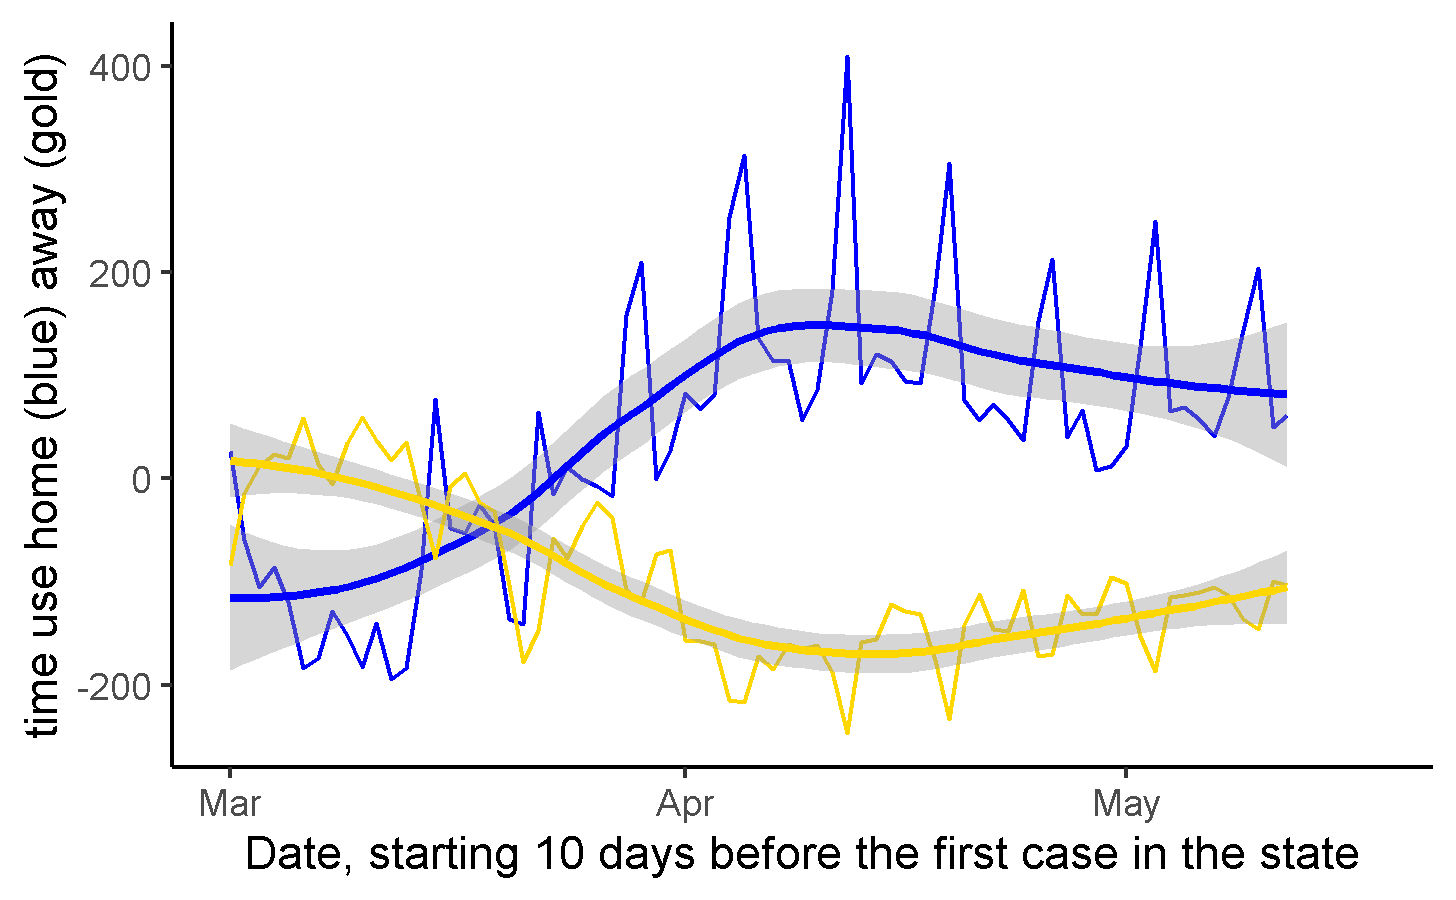 time use home (blue) away (gold)
400
200
0
-200
Mar
Apr
May
Date, starting 10 days before the first case in the state